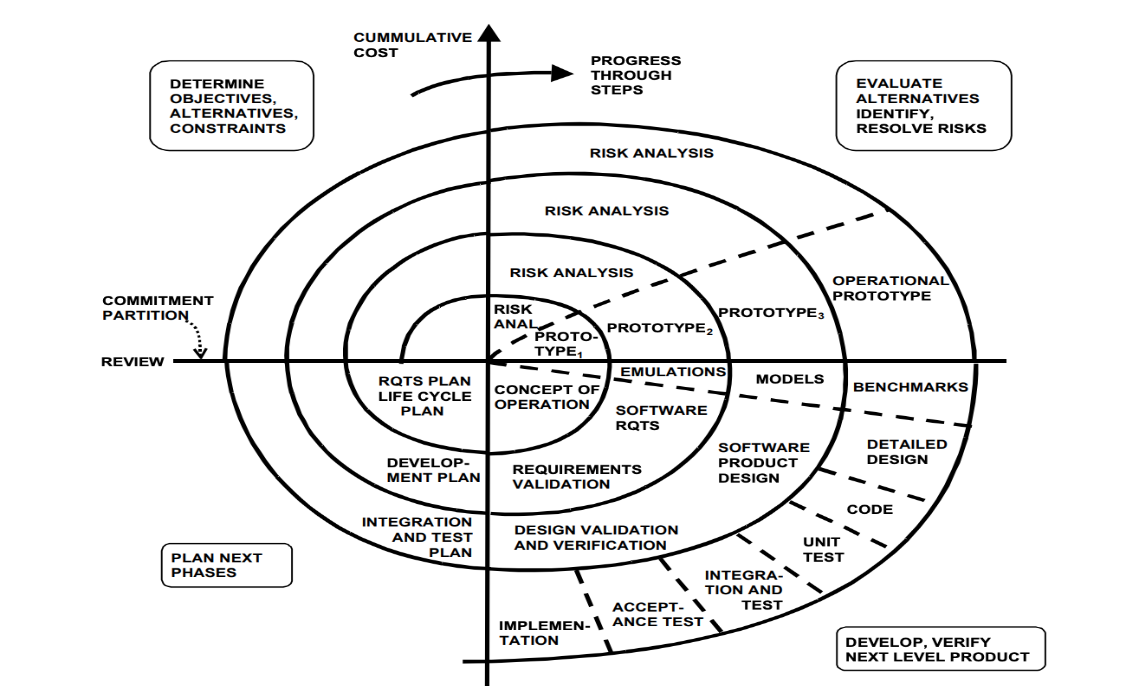 CUMMULATIVE
COST
PROGRESS
THROUGH
STEPS
DETERMINE
OBJECTIVES,
ALTERNATIVES,
CONSTRAINTS
EVALUATE
ALTERNATIVES
IDENTIFY,
RESOLVE RISKS
RISK ANALYSIS
RISK ANALYSIS
RISK ANALYSIS
RISK
ANAL.
PROTO-
TYPE1
PROTOTYPE2
PROTOTYPE3
OPERATIONAL
PROTOTYPE
COMMITMENT
PARTITION
REVIEW
RQTS PLAN
LIFE CYCLE
PLAN
CONCEPT OF
OPERATION
EMULATIONS
MODELS
BENCHMARKS
SOFTWARE
RQTS
SOFTWARE
PRODUCT
DESIGN
DETAILED
DESIGN
DEVELOP-
MENT PLAN
REQUIREMENTS
VALIDATION
CODE
INTEGRATION
AND TEST
PLAN
DESIGN VALIDATION
AND VERIFICATION
UNIT
TEST
PLAN NEXT
PHASES
INTEGRA-
TION AND
TEST
ACCEPT-
ANCE TEST
IMPLEMEN-
TATION
DEVELOP, VERIFY
NEXT LEVEL PRODUCT